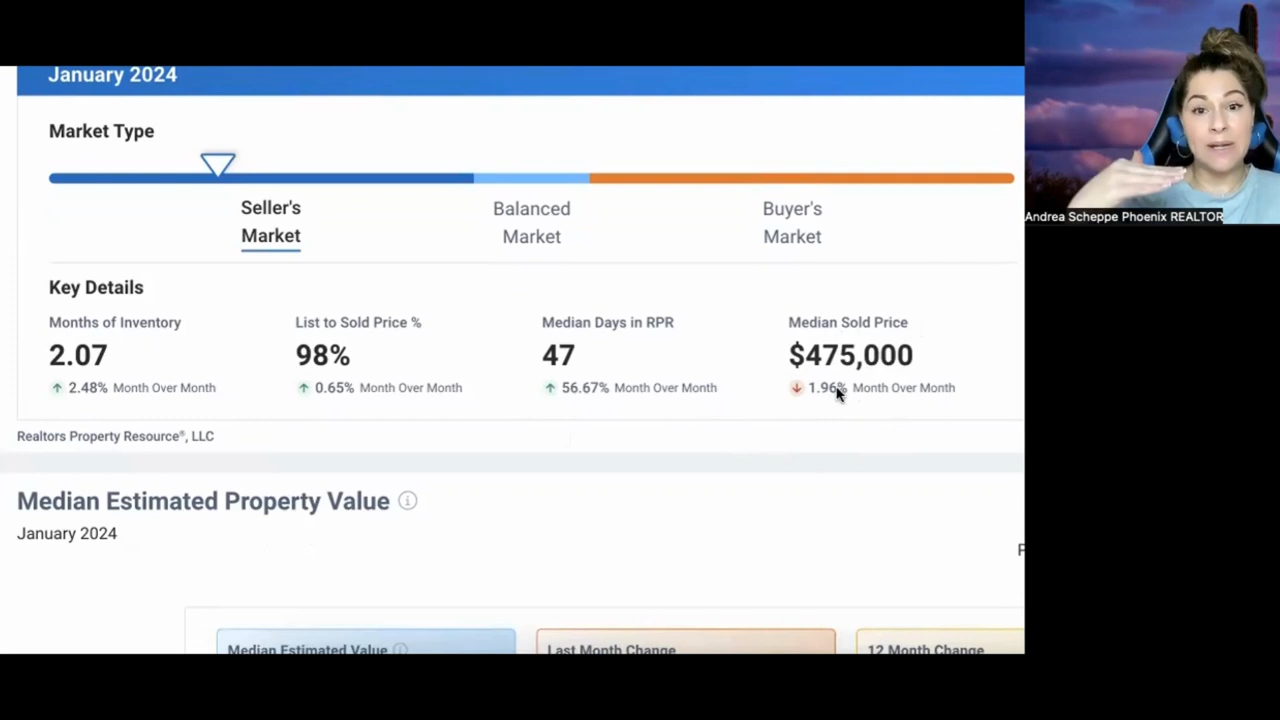 January 2024
Market Type
Seller's
Market
Balanced
Market
Buyer's
Market
Key Details
Months of Inventory
2.07
2.48% Month Over Month
List to Sold Price %
98%
0.65% Month Over Month
Median Days in RPR
47
56.67% Month Over Month
Median Sold Price
$475,000
1.96% Month Over Month
Realtors Property Resource®, LLC
Median Estimated Property Value
January 2024
P
Median Estimated Value
Last Month Change
12 Month Change
Andrea Scheppe Phoenix REALTOR